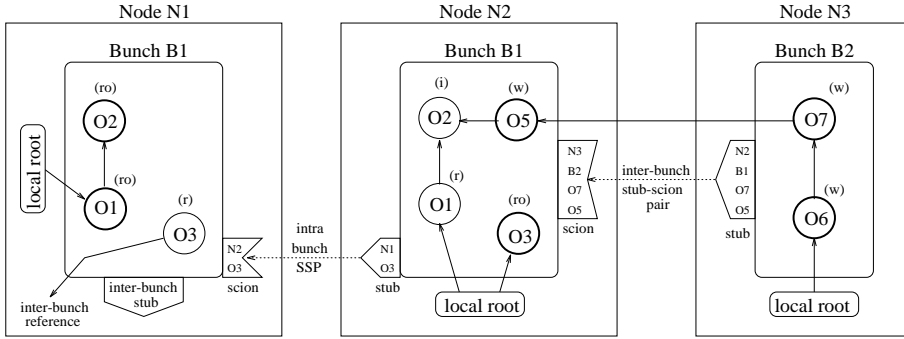 Node N1
Bunch B1
(ro)
O2
(ro)
O1
local root
(r)
O3
N2
O3
scion
inter-bunch
stub
inter-bunch
reference
intra
bunch
SSP
Node N2
Bunch B1
(i)
O2
(w)
O5
(r)
O1
(ro)
O3
N1
O3
stub
local root
N3
B2
O7
O5
scion
inter-bunch
stub-scion
pair
Node N3
Bunch B2
(w)
O7
(w)
O6
N2
B1
O7
O5
stub
local root